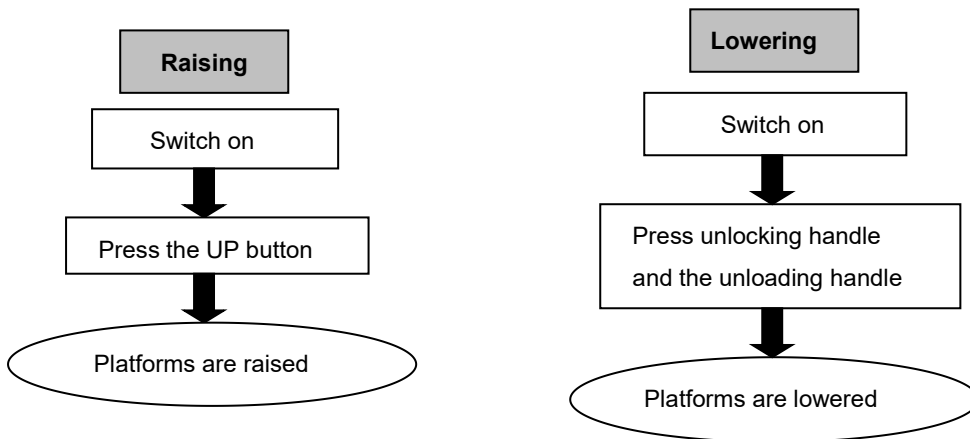 Raising
Switch on
Press the UP button
Platforms are raised
Lowering
Switch on
Press unlocking handle
and the unloading handle
Platforms are lowered